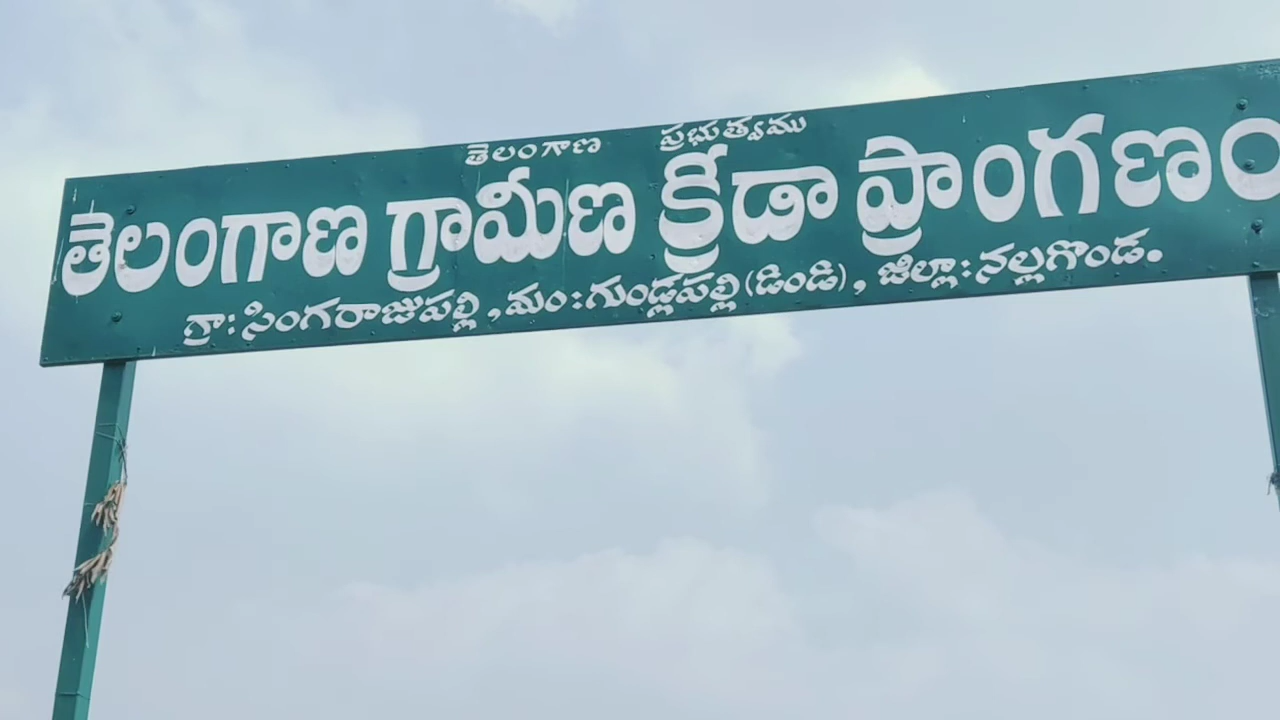 తెలంగాణ ప్రభుత్వము
తెలంగాణ గ్రామీణ క్రీడా ప్రాంగణం
గ్రా: సింగరాజుపల్లి, మం: గుండ్లపల్లి (డిండి), జిల్లా: నల్లగొండ.